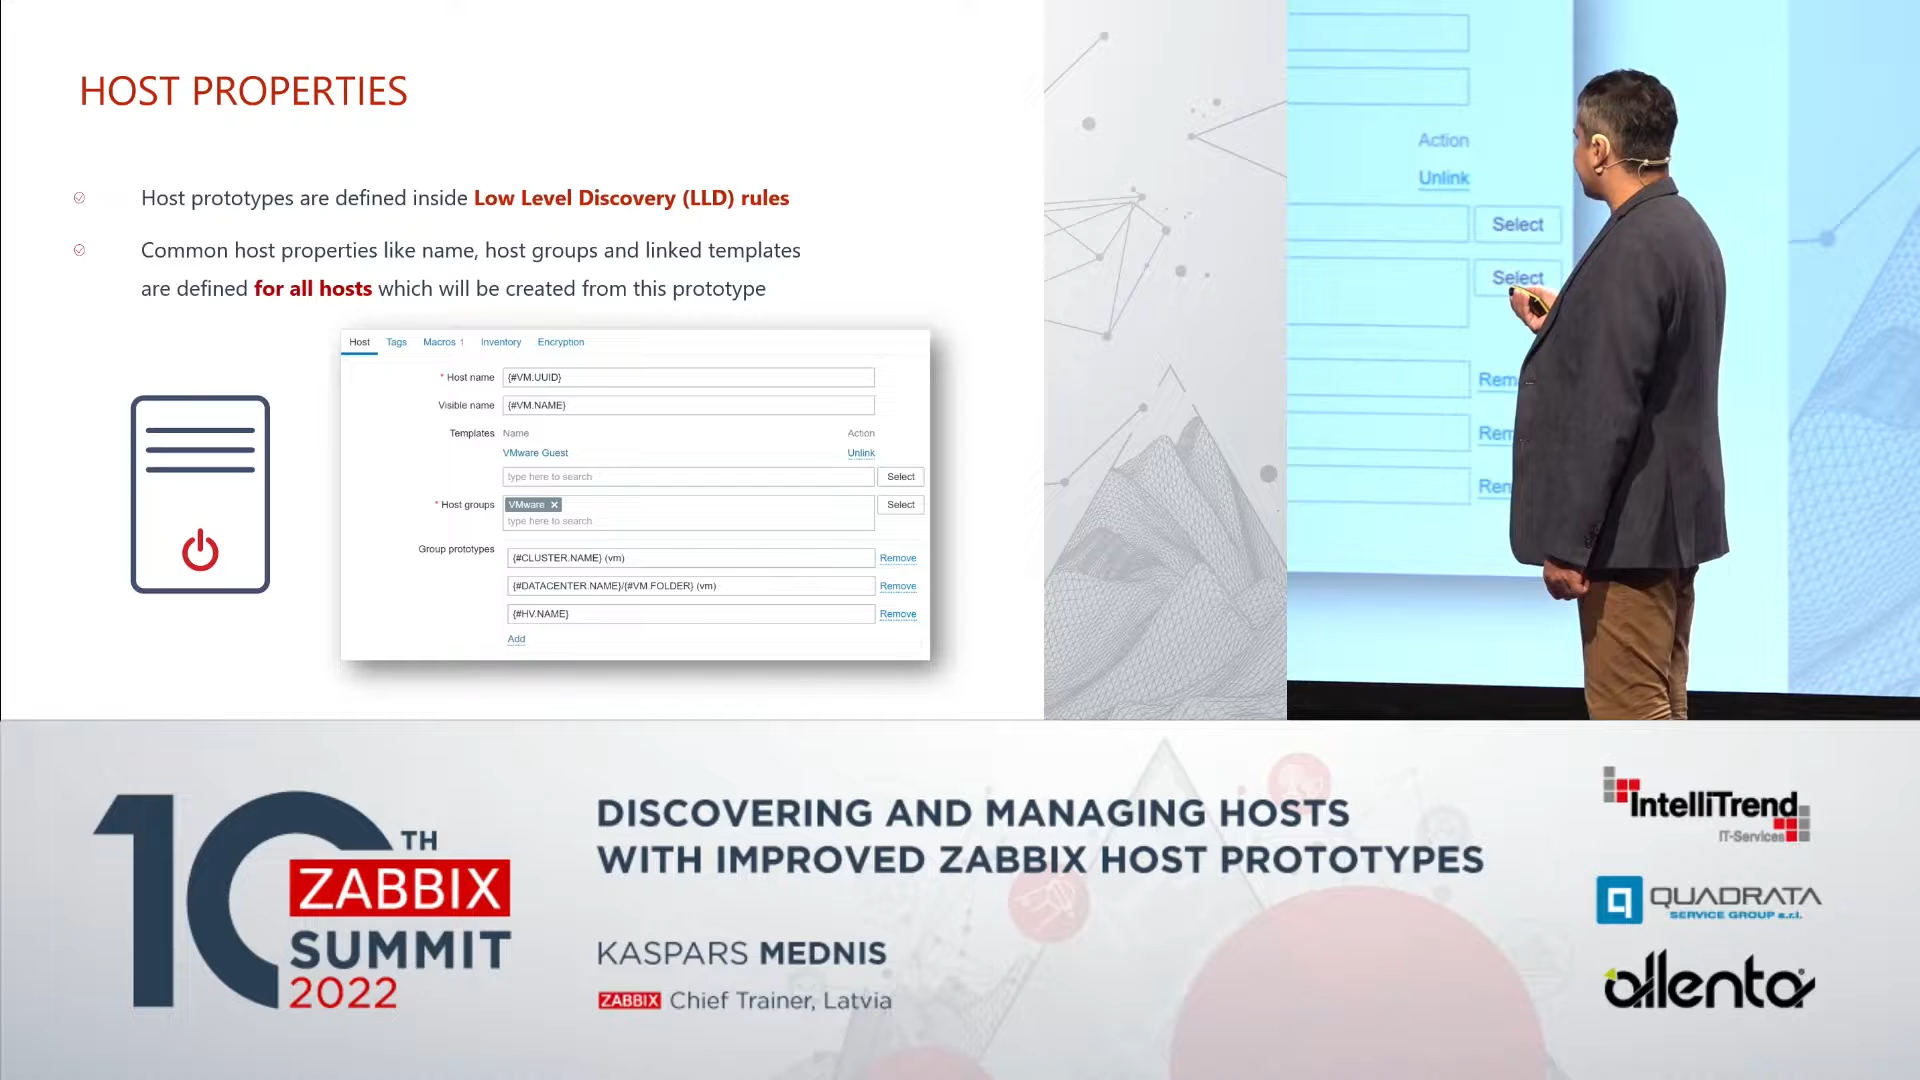 HOST PROPERTIES
Host prototypes are defined inside Low Level Discovery (LLD) rules
Common host properties like name, host groups and linked templates
are defined for all hosts which will be created from this prototype
Host Tags Macros 1 Inventory Encryption
* Host name {#VM.UUID}
Visible name {#VM.NAME}
Templates Name Action
VMware Guest Unlink
type here to search Select
* Host groups VMware × Select
type here to search
Group prototypes {#CLUSTER.NAME} (vm) Remove
{#DATACENTER.NAME}/{#VM.FOLDER} (vm) Remove
{#HV.NAME} Remove
Add
Action
Unlink
Select
Select
Rem
Rem
Rem
10TH
ZABBIX
SUMMIT
2022
DISCOVERING AND MANAGING HOSTS
WITH IMPROVED ZABBIX HOST PROTOTYPES
KASPARS MEDNIS
ZABBIX Chief Trainer, Latvia
IntelliTrend
IT-Services
QUADRATA
SERVICE GROUP s.r.l.
allenta